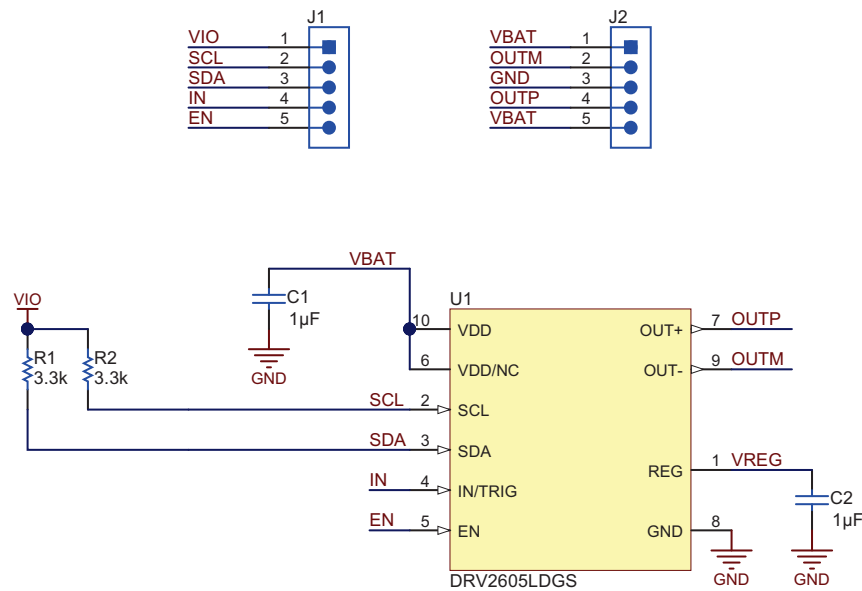 J1
VIO 1
SCL 2
SDA 3
IN 4
EN 5
J2
VBAT 1
OUTM 2
GND 3
OUTP 4
VBAT 5
VBAT
C1
1µF
GND
VIO
R1
3.3k
R2
3.3k
U1
10 VDD
6 VDD/NC
SCL 2 SCL
SDA 3 SDA
IN 4 IN/TRIG
EN 5 EN
OUT+ 7 OUTP
OUT- 9 OUTM
REG 1 VREG
GND 8
C2
1µF
GND
GND
DRV2605LDGS